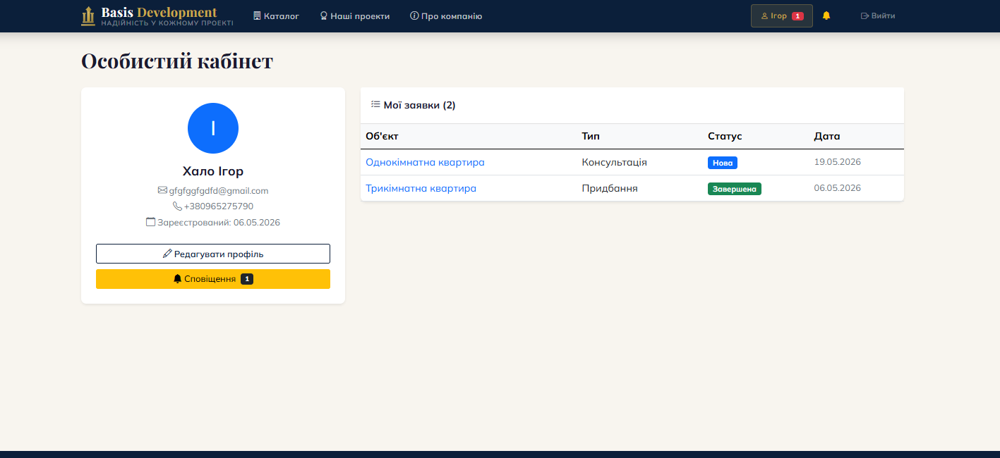 Basis Development
НАДІЙНІСТЬ У КОЖНОМУ ПРОЕКТІ
Каталог
Наші проекти
Про компанію
Ігор 1
Вийти
Особистий кабінет
І
Хало Ігор
gfgfggfgdfd@gmail.com
+380965275790
Зареєстрований: 06.05.2026
Редагувати профіль
Сповіщення 1
Мої заявки (2)
Об'єкт Тип Статус Дата
Однокімнатна квартира Консультація Нова 19.05.2026
Трикімнатна квартира Придбання Завершена 06.05.2026